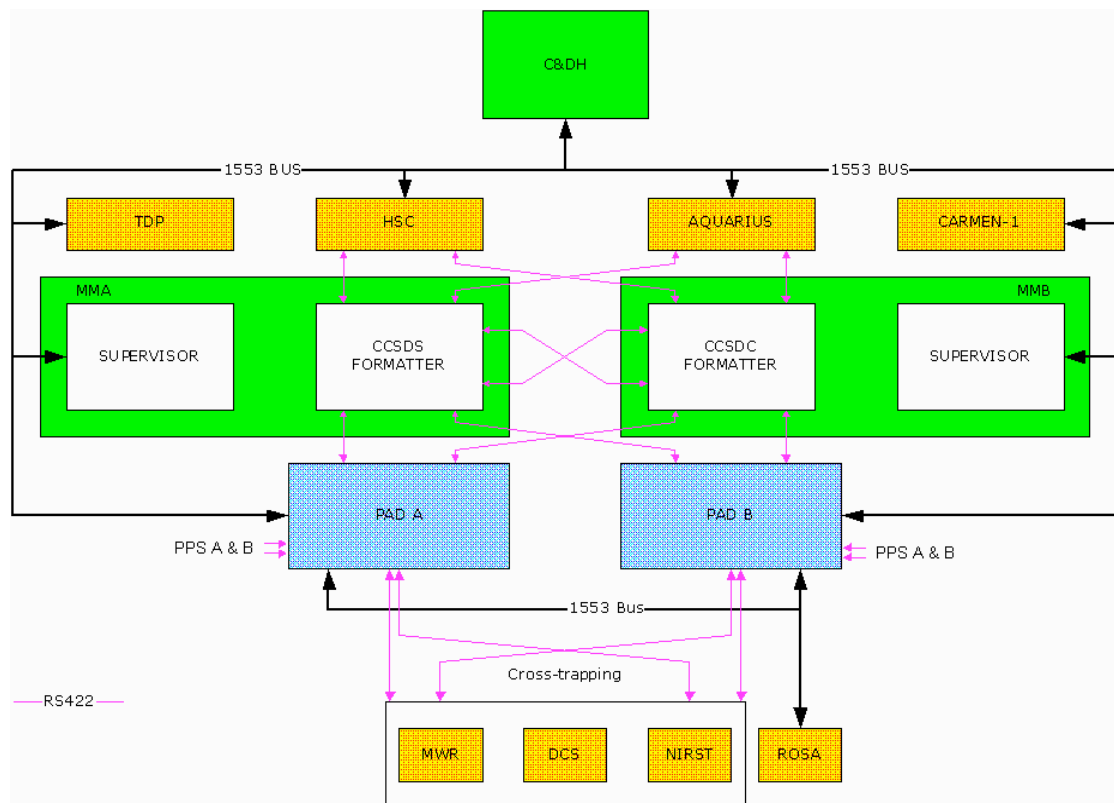 C&DH
1553 BUS
1553 BUS
TDP
HSC
AQUARIUS
CARMEN-1
MMA
MMB
SUPERVISOR
CCSDS
FORMATTER
CCSDC
FORMATTER
SUPERVISOR
PAD A
PAD B
PPS A & B
PPS A & B
1553 Bus
Cross-trapping
RS422
MWR
DCS
NIRST
ROSA